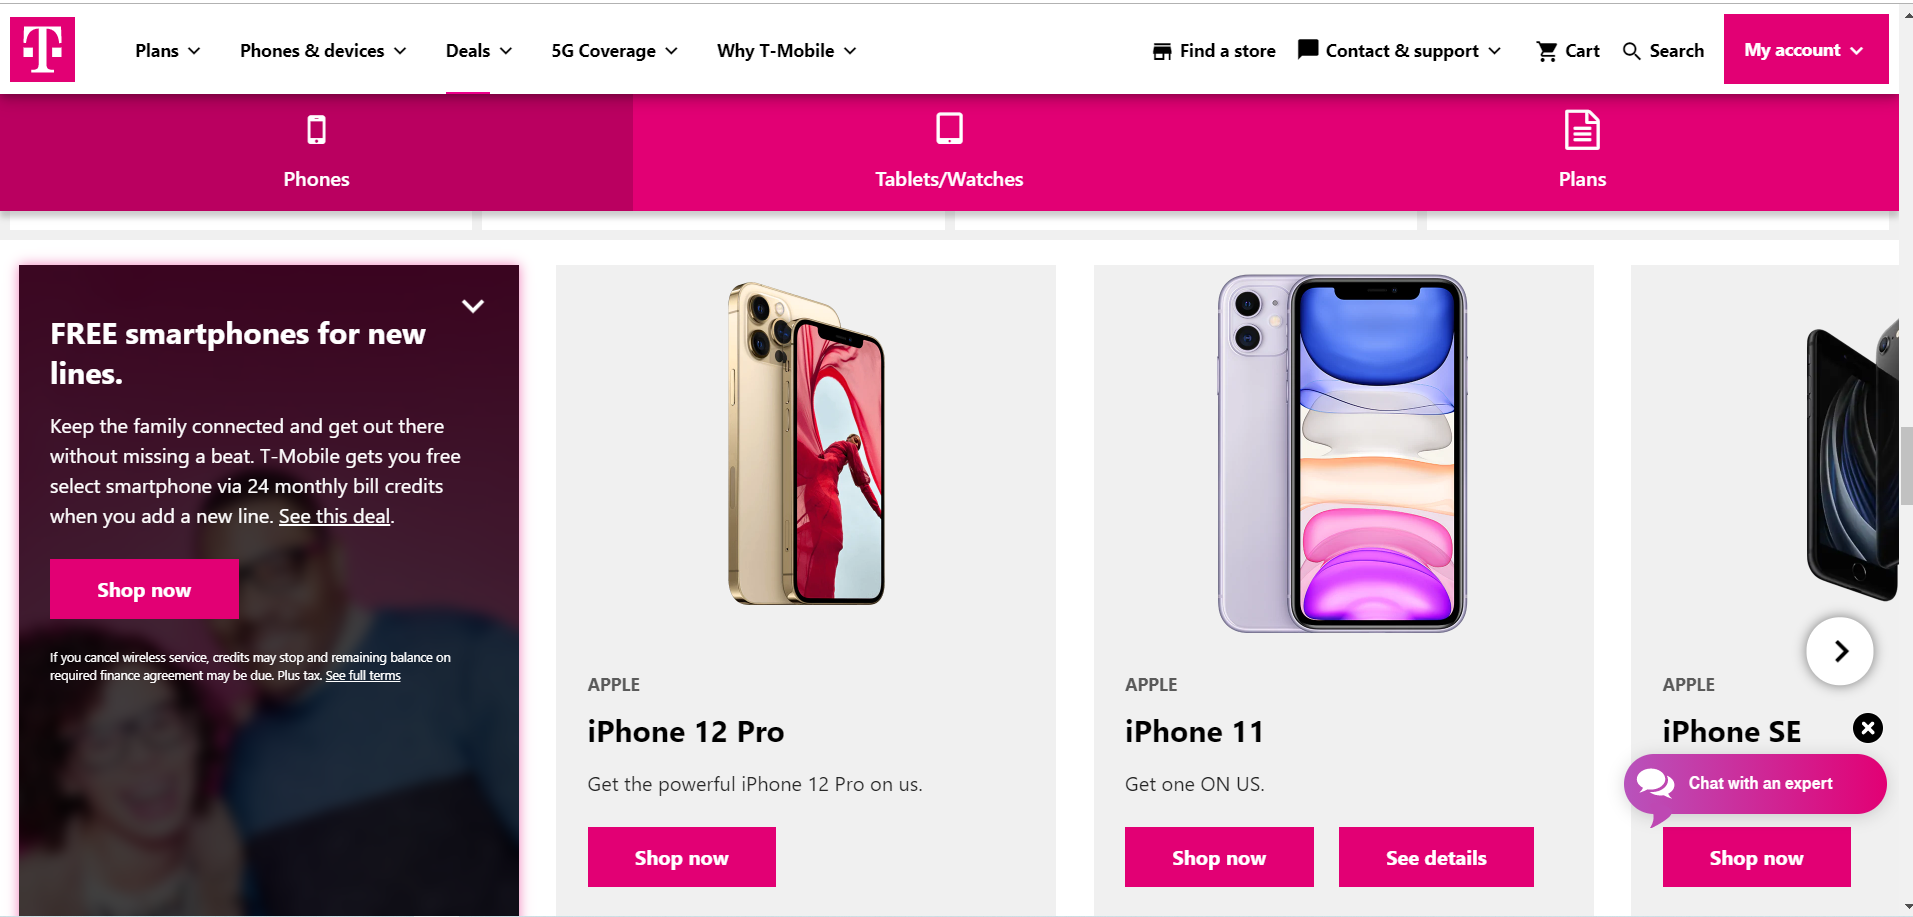 T
Plans
Phones & devices
Deals
5G Coverage
Why T-Mobile
Find a store
Contact & support
Cart
Search
My account
Phones
Tablets/Watches
Plans
FREE smartphones for new
lines.
Keep the family connected and get out there
without missing a beat. T-Mobile gets you free
select smartphone via 24 monthly bill credits
when you add a new line. See this deal.
Shop now
If you cancel wireless service, credits may stop and remaining balance on
required finance agreement may be due. Plus tax. See full terms
APPLE
iPhone 12 Pro
Get the powerful iPhone 12 Pro on us.
Shop now
APPLE
iPhone 11
Get one ON US.
Shop now
See details
APPLE
iPhone SE
Chat with an expert
Shop now